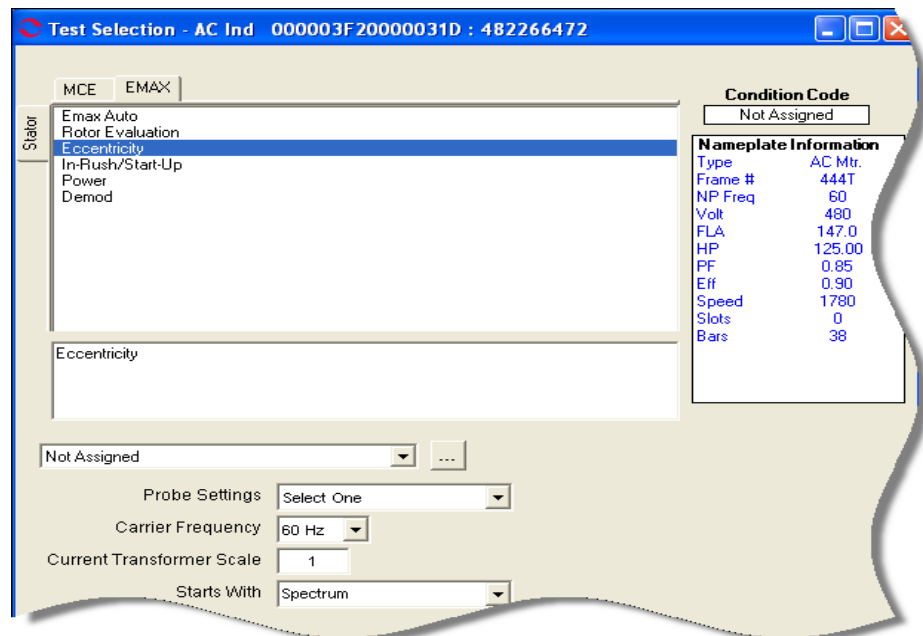 Test Selection - AC Ind 000003F20000031D : 482266472
MCE EMAX
Stator
Emax Auto
Rotor Evaluation
Eccentricity
In-Rush/Start-Up
Power
Demod
Eccentricity
Condition Code
Not Assigned
Nameplate Information
Type AC Mtr.
Frame # 444T
NP Freq 60
Volt 480
FLA 147.0
HP 125.00
PF 0.85
Eff 0.90
Speed 1780
Slots 0
Bars 38
Not Assigned ...
Probe Settings Select One
Carrier Frequency 60 Hz
Current Transformer Scale 1
Starts With Spectrum